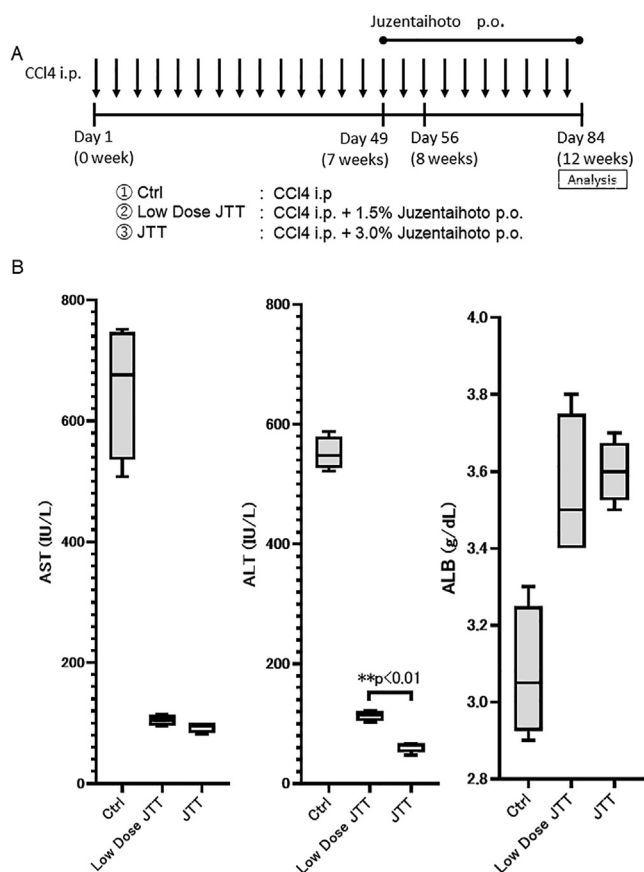 Juzentaihoto p.o.
A
CCl4 i.p.
Day 1
(0 week)
Day 49
(7 weeks)
Day 56
(8 weeks)
Day 84
(12 weeks)
Analysis
① Ctrl : CCl4 i.p
② Low Dose JTT : CCl4 i.p. + 1.5% Juzentaihoto p.o.
③ JTT : CCl4 i.p. + 3.0% Juzentaihoto p.o.
B
AST (IU/L)
800
600
400
200
0
Ctrl
Low Dose JTT
JTT
ALT (IU/L)
800
600
400
200
0
**p<0.01
Ctrl
Low Dose JTT
JTT
ALB (g/dL)
4.0
3.8
3.6
3.4
3.2
3.0
2.8
Ctrl
Low Dose JTT
JTT